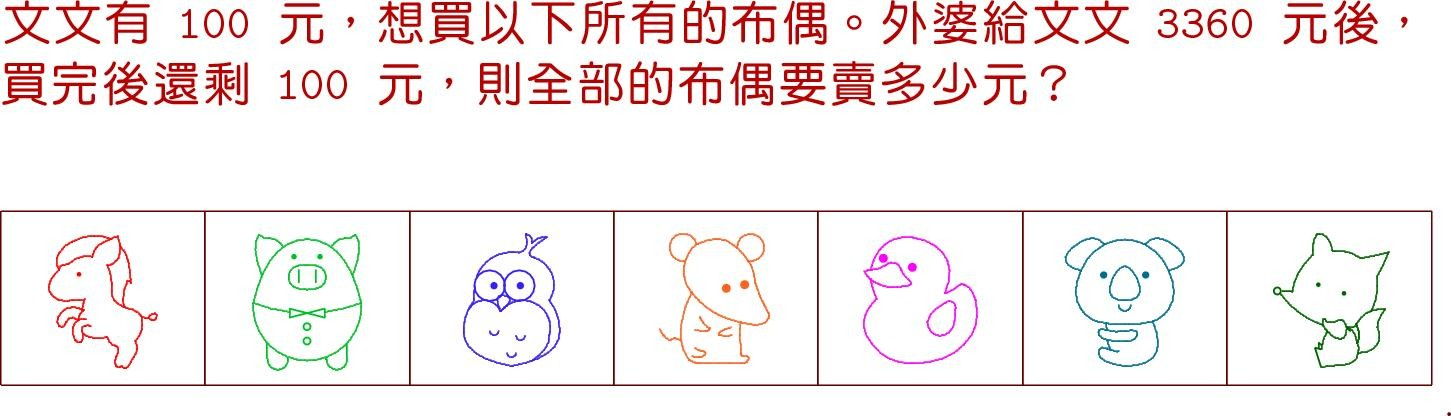 文文有 100 元，想買以下所有的布偶。外婆給文文 3360 元後，
買完後還剩 100 元，則全部的布偶要賣多少元？